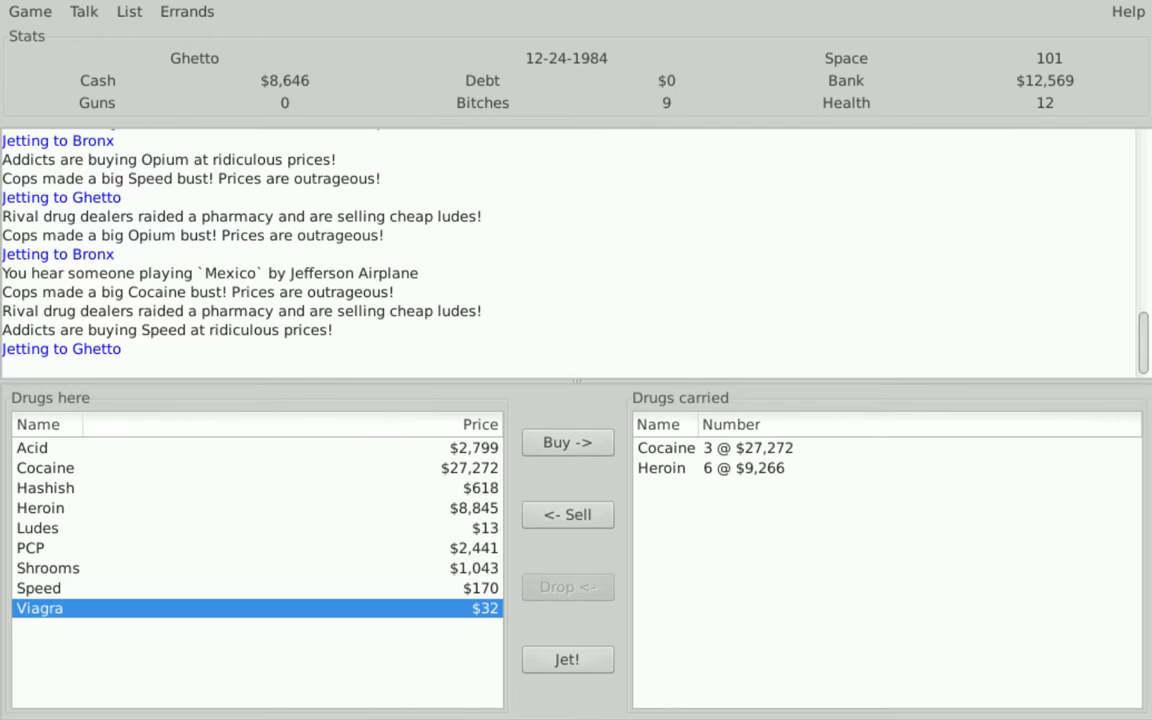 Game Talk List Errands Help
Stats
Ghetto 12-24-1984 Space 101
Cash $8,646 Debt $0 Bank $12,569
Guns 0 Bitches 9 Health 12
Jetting to Bronx
Addicts are buying Opium at ridiculous prices!
Cops made a big Speed bust! Prices are outrageous!
Jetting to Ghetto
Rival drug dealers raided a pharmacy and are selling cheap ludes!
Cops made a big Opium bust! Prices are outrageous!
Jetting to Bronx
You hear someone playing `Mexico` by Jefferson Airplane
Cops made a big Cocaine bust! Prices are outrageous!
Rival drug dealers raided a pharmacy and are selling cheap ludes!
Addicts are buying Speed at ridiculous prices!
Jetting to Ghetto
Drugs here
Name Price
Acid $2,799
Cocaine $27,272
Hashish $618
Heroin $8,845
Ludes $13
PCP $2,441
Shrooms $1,043
Speed $170
Viagra $32
Buy ->
<- Sell
Drop <-
Jet!
Drugs carried
Name Number
Cocaine 3 @ $27,272
Heroin 6 @ $9,266